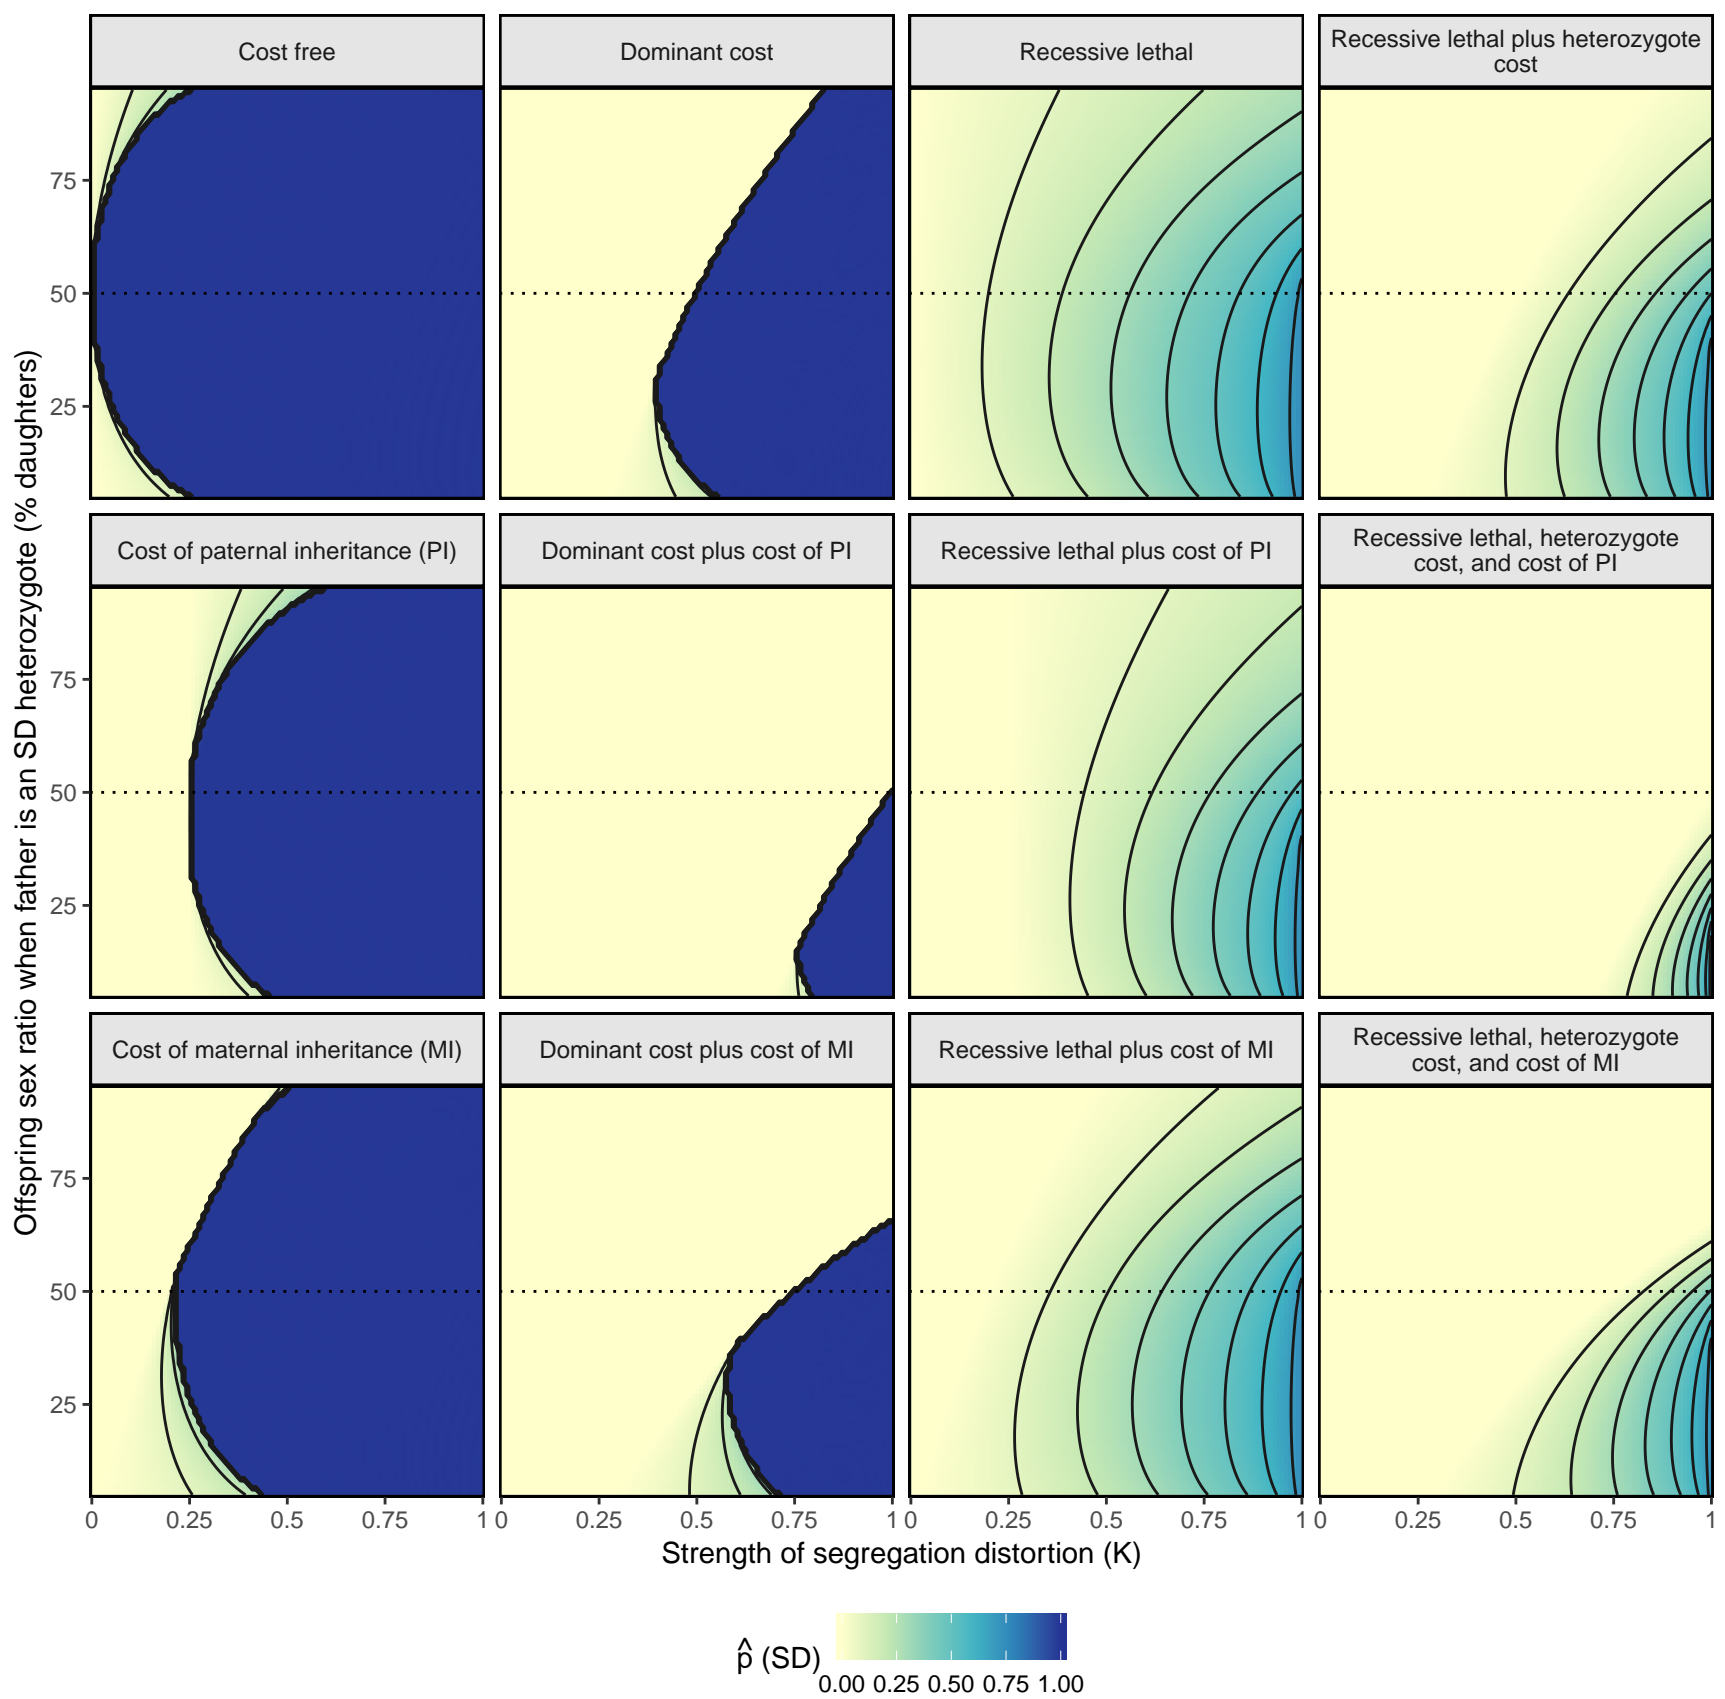 Cost free
Dominant cost
Recessive lethal
Recessive lethal plus heterozygote
cost
75
50
25
Cost of paternal inheritance (PI)
Dominant cost plus cost of PI
Recessive lethal plus cost of PI
Recessive lethal, heterozygote
cost, and cost of PI
75
50
25
Cost of maternal inheritance (MI)
Dominant cost plus cost of MI
Recessive lethal plus cost of MI
Recessive lethal, heterozygote
cost, and cost of MI
75
50
25
Offspring sex ratio when father is an SD heterozygote (% daughters)
0 0.25 0.5 0.75 1
0 0.25 0.5 0.75 1
0 0.25 0.5 0.75 1
0 0.25 0.5 0.75 1
Strength of segregation distortion (K)
p̂ (SD)
0.00 0.25 0.50 0.75 1.00